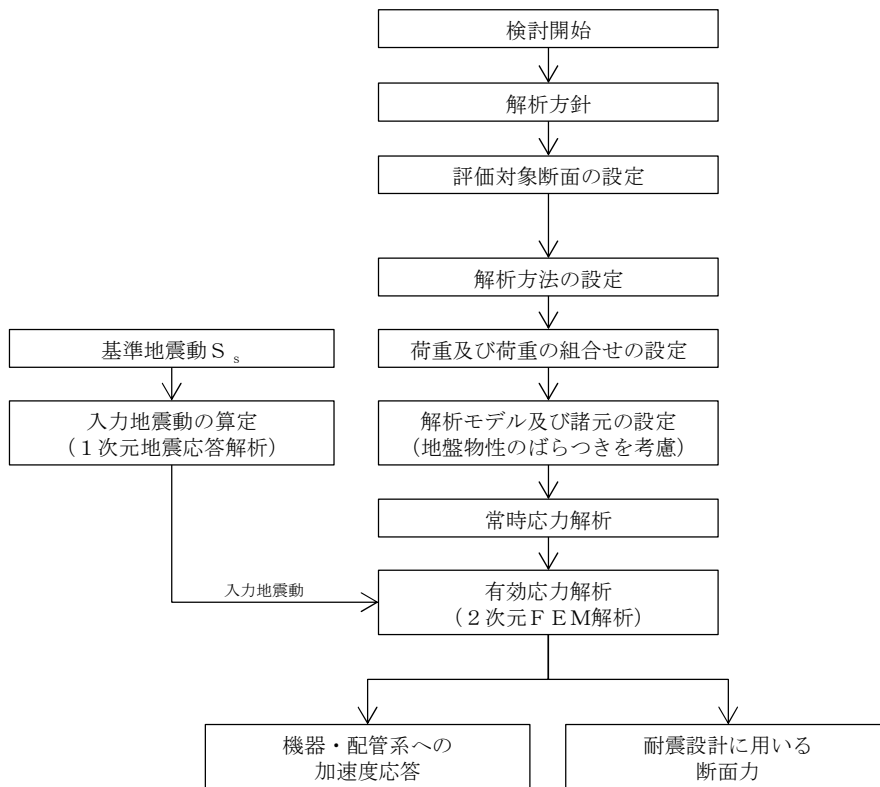 検討開始
解析方針
評価対象断面の設定
解析方法の設定
基準地震動Ｓs
荷重及び荷重の組合せの設定
入力地震動の算定
（１次元地震応答解析）
解析モデル及び諸元の設定
（地盤物性のばらつきを考慮）
常時応力解析
入力地震動
有効応力解析
（２次元ＦＥＭ解析）
機器・配管系への
加速度応答
耐震設計に用いる
断面力